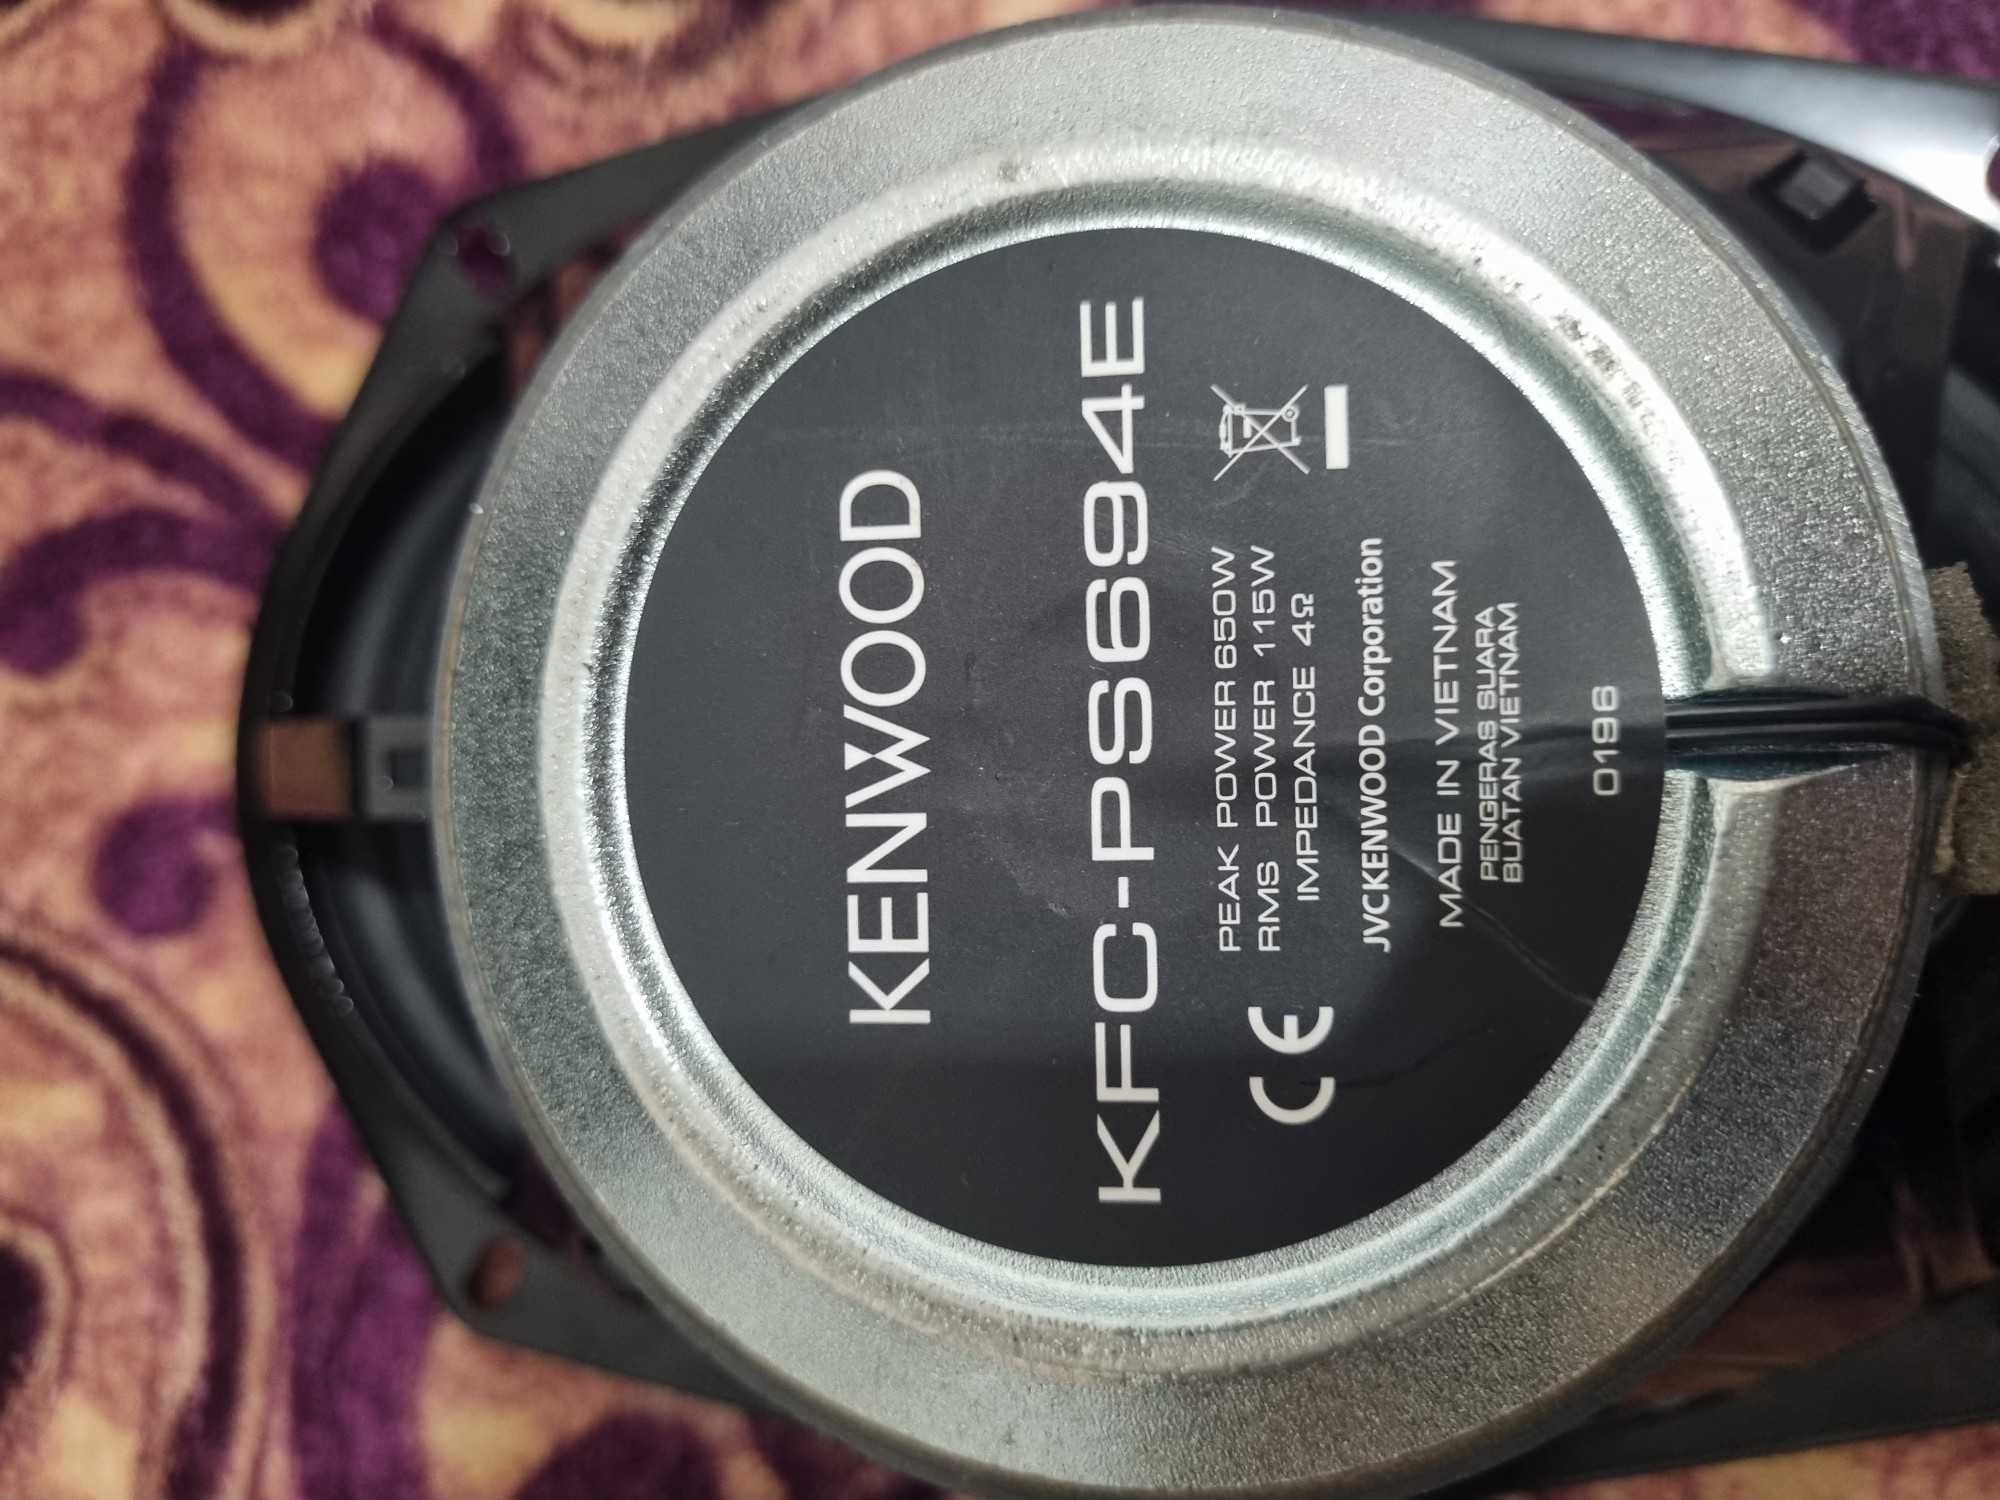 KENWOOD
KFC-PS694E
PEAK POWER 650W
RMS POWER 115W
IMPEDANCE 4Ω
CE
JVCKENWOOD Corporation
MADE IN VIETNAM
PENGERAS SUARA
BUATAN VIETNAM
0196